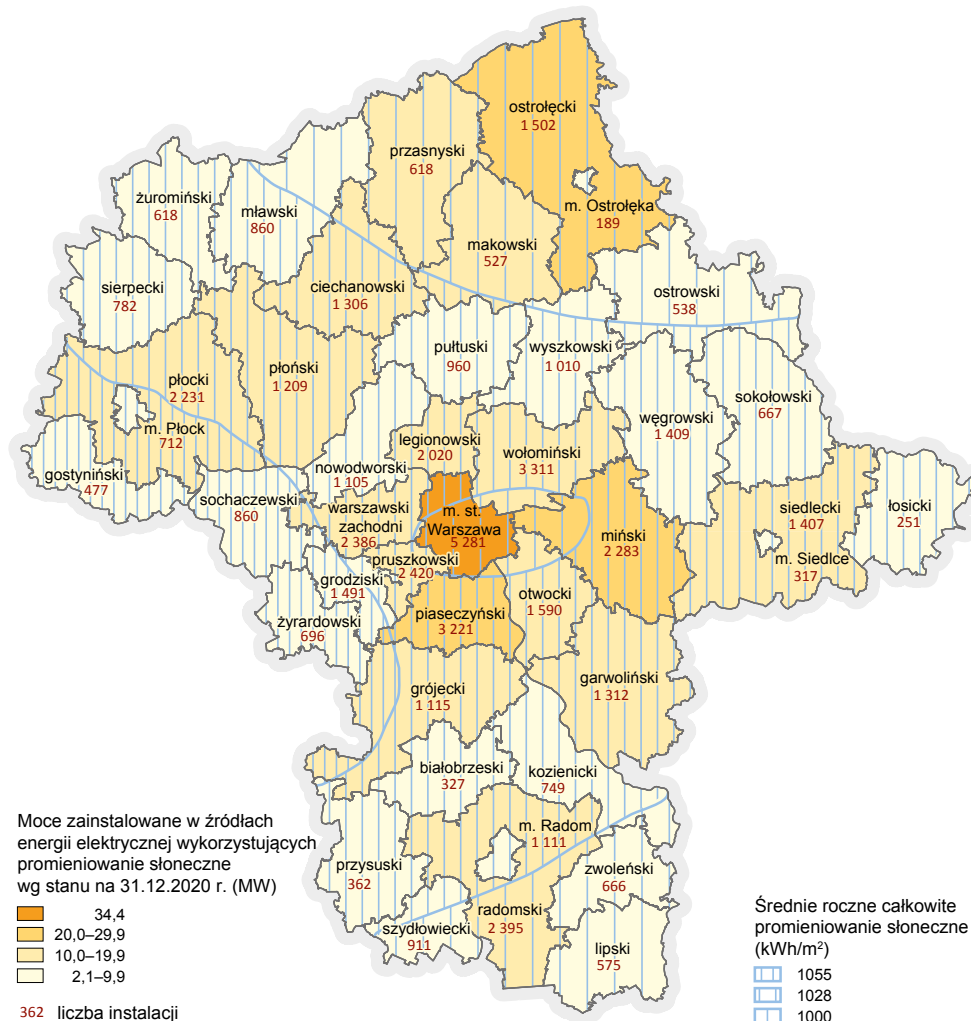 ostrołęcki
1 502
przasnyski
618
m. Ostrołęka
189
żuromiński
618
mławski
860
makowski
527
sierpecki
782
ciechanowski
1 306
ostrowski
538
pułtuski
960
wyszkowski
1 010
płocki
2 231
płoński
1 209
sokołowski
667
węgrowski
1 409
m. Płock
712
legionowski
2 020
wołomiński
3 311
gostyniński
477
nowodworski
1 105
sochaczewski
860
warszawski
zachodni
2 386
m. st.
Warszawa
5 281
miński
2 283
siedlecki
1 407
łosicki
251
m. Siedlce
317
pruszkowski
2 420
grodziski
1 491
otwocki
1 590
piaseczyński
3 221
żyrardowski
696
garwoliński
1 312
grójecki
1 115
białobrzeski
327
kozienicki
749
m. Radom
1 111
przysuski
362
zwoleński
666
radomski
2 395
szydłowiecki
911
lipski
575
Moce zainstalowane w źródłach
energii elektrycznej wykorzystujących
promieniowanie słoneczne
wg stanu na 31.12.2020 r. (MW)
34,4
20,0–29,9
10,0–19,9
2,1–9,9
362 liczba instalacji
Średnie roczne całkowite
promieniowanie słoneczne
(kWh/m²)
1055
1028
1000